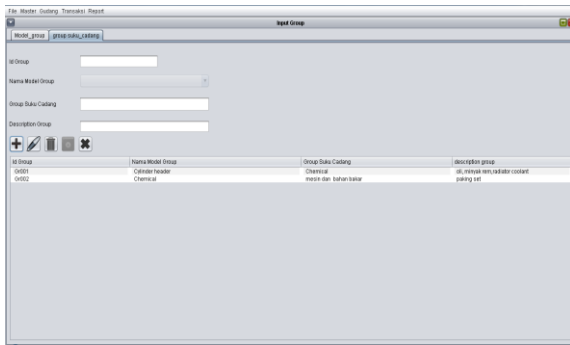 File Master Gudang Transaksi Report
Input Group
Model_group group suku_cadang
Id Group
Nama Model Group
Group Suku Cadang
Description Group
Id Group Nama Model Group Group Suku Cadang description group
Gr001 Cylinder header Chemical oli, minyak rem,radiator coolant
Gr002 Chemical mesin dan bahan bakar paking set